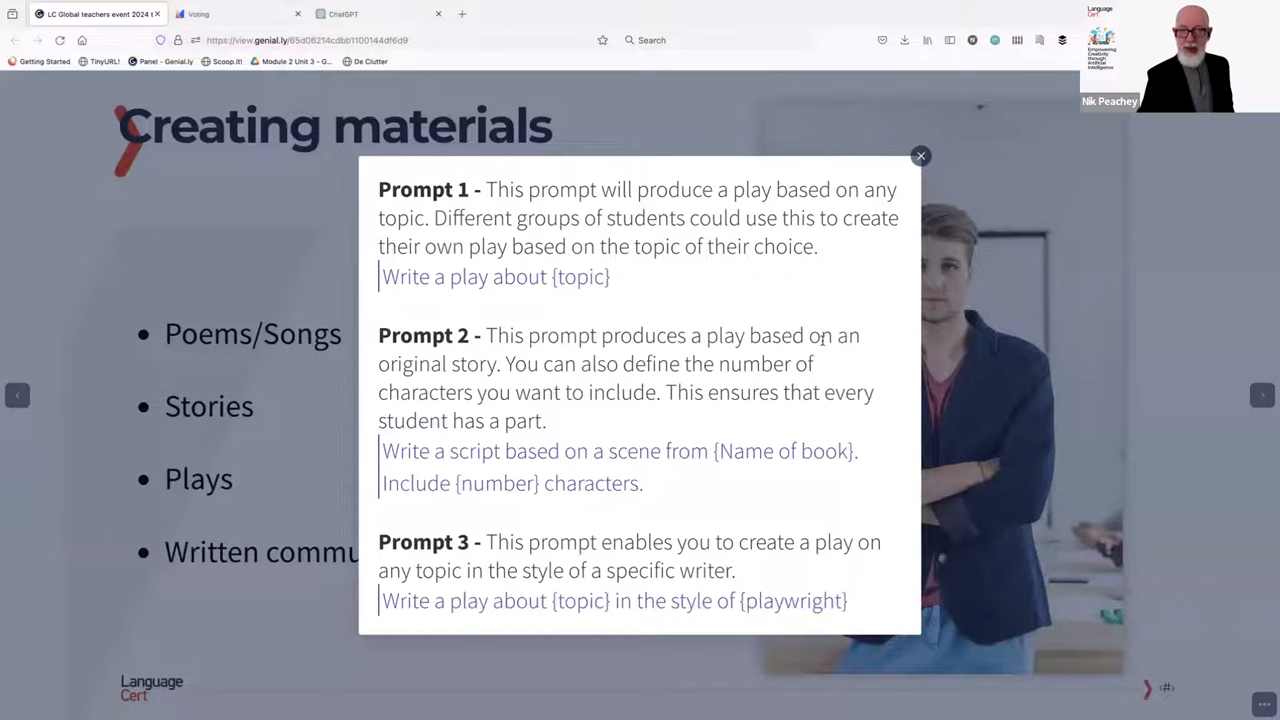 LC Global teachers event 2024 t
Voting
ChatGPT
https://view.genial.ly/65d06214cdbb1100144df6d9
Search
Getting Started
TinyURL!
Panel - Genial.ly
Scoop.it!
Module 2 Unit 3 - G...
De Clutter
Language
Cert
Empowering
Creativity
through
Artificial
Intelligence
Nik Peachey
Creating materials
Poems/Songs
Stories
Plays
Written commu
Prompt 1 - This prompt will produce a play based on any
topic. Different groups of students could use this to create
their own play based on the topic of their choice.
Write a play about {topic}
Prompt 2 - This prompt produces a play based on an
original story. You can also define the number of
characters you want to include. This ensures that every
student has a part.
Write a script based on a scene from {Name of book}.
Include {number} characters.
Prompt 3 - This prompt enables you to create a play on
any topic in the style of a specific writer.
Write a play about {topic} in the style of {playwright}
Language
Cert
‹#›